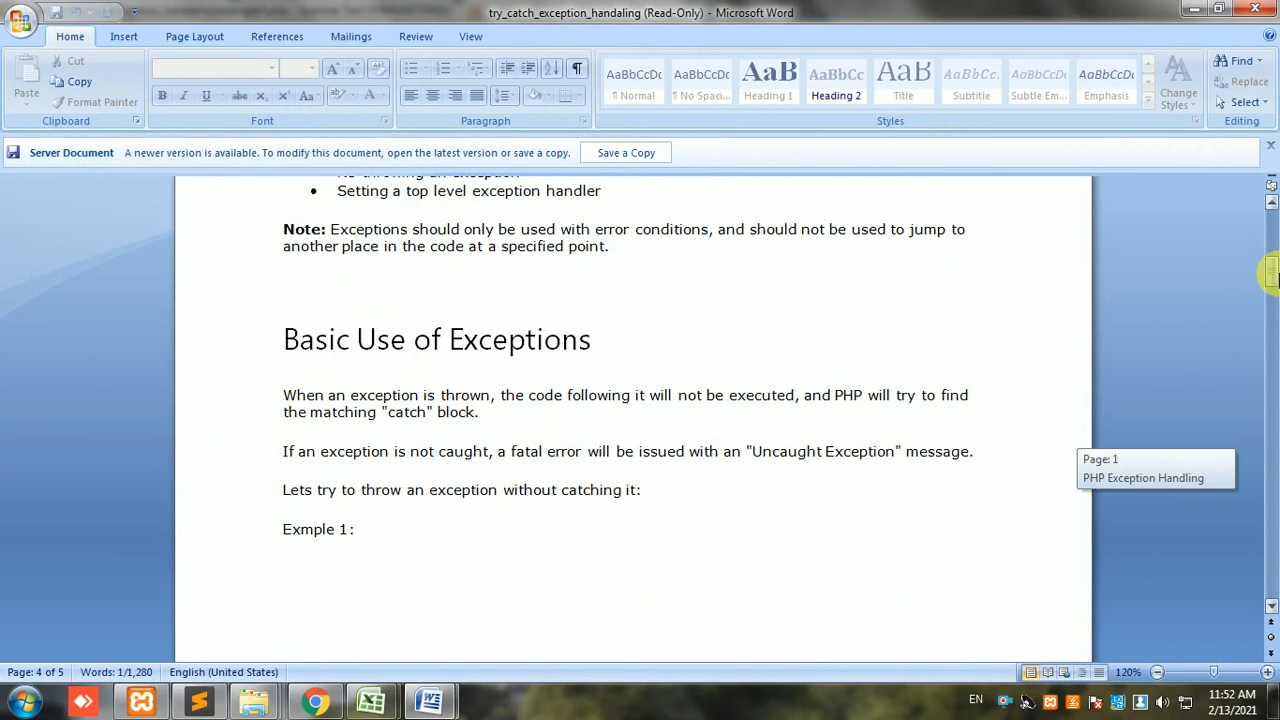 try_catch_exception_handaling (Read-Only) - Microsoft Word
Home Insert Page Layout References Mailings Review View
Paste
Cut
Copy
Format Painter
Clipboard
Font
Paragraph
AaBbCcDc
¶ Normal
AaBbCcDc
¶ No Spaci...
AaB
Heading 1
AaBbCc
Heading 2
AaB
Title
AaBbCc
Subtitle
AaBbCcDc
Subtle Em...
AaBbCcDc
Emphasis
Change
Styles
Styles
Find
Replace
Select
Editing
Server Document A newer version is available. To modify this document, open the latest version or save a copy. Save a Copy
Setting a top level exception handler
Note: Exceptions should only be used with error conditions, and should not be used to jump to
another place in the code at a specified point.
Basic Use of Exceptions
When an exception is thrown, the code following it will not be executed, and PHP will try to find
the matching "catch" block.
If an exception is not caught, a fatal error will be issued with an "Uncaught Exception" message.
Lets try to throw an exception without catching it:
Exmple 1:
Page: 1
PHP Exception Handling
Page: 4 of 5 Words: 1/1,280 English (United States) 120%
EN
11:52 AM
2/13/2021